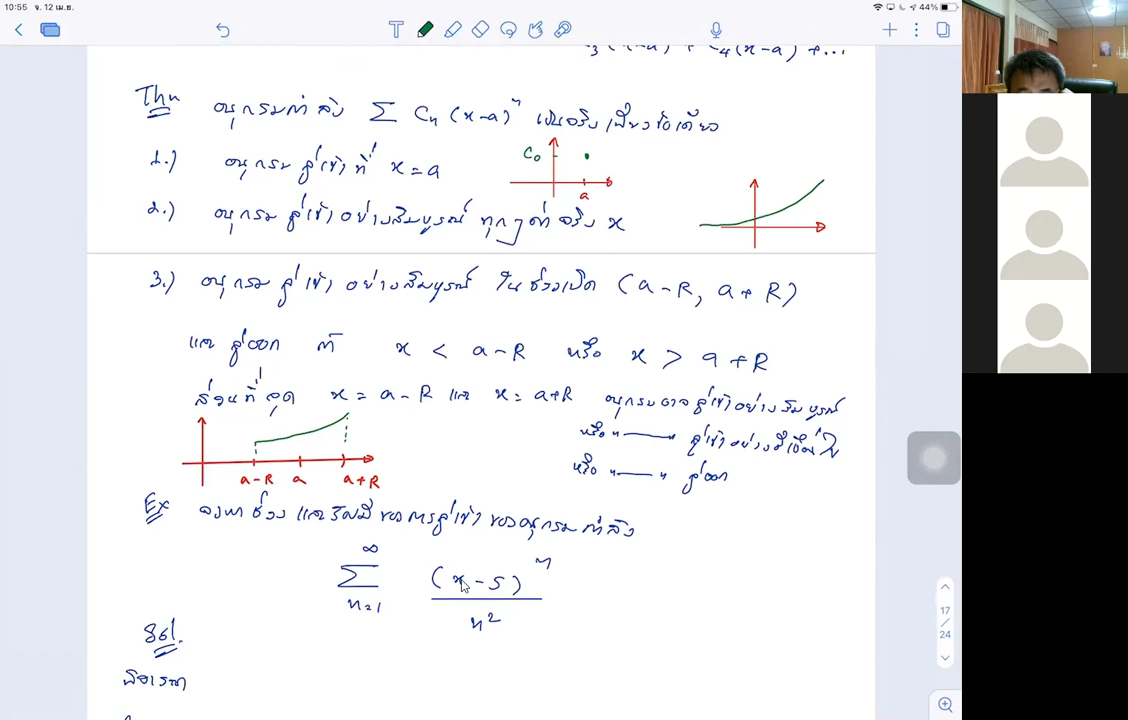 10:55 จ. 12 เม.ย. 44%
(x-a) + C₄(x-a) + ...
Thm อนุกรมกำลัง ∑ Cₙ(x-a)ⁿ เป็นจริงเพียงข้อเดียว
1.) อนุกรมลู่เข้าที่ x = a
C₀
a
2.) อนุกรมลู่เข้าอย่างสัมบูรณ์ ทุกๆค่าจริง x
3.) อนุกรมลู่เข้าอย่างสัมบูรณ์ ในช่วงเปิด (a-R, a+R)
และลู่ออก ที่ x < a-R หรือ x > a+R
ส่วนที่จุด x = a-R และ x = a+R อนุกรมอาจลู่เข้าอย่างสัมบูรณ์
หรือ " ลู่เข้าอย่างมีเงื่อนไข
หรือ " " ลู่ออก
a-R a a+R
Ex จงหาช่วงและรัศมีของการลู่เข้าของอนุกรมกำลัง
∞
∑ (x-5)ⁿ
n=1 n²
Sol.
พิจารณา
17
/
24